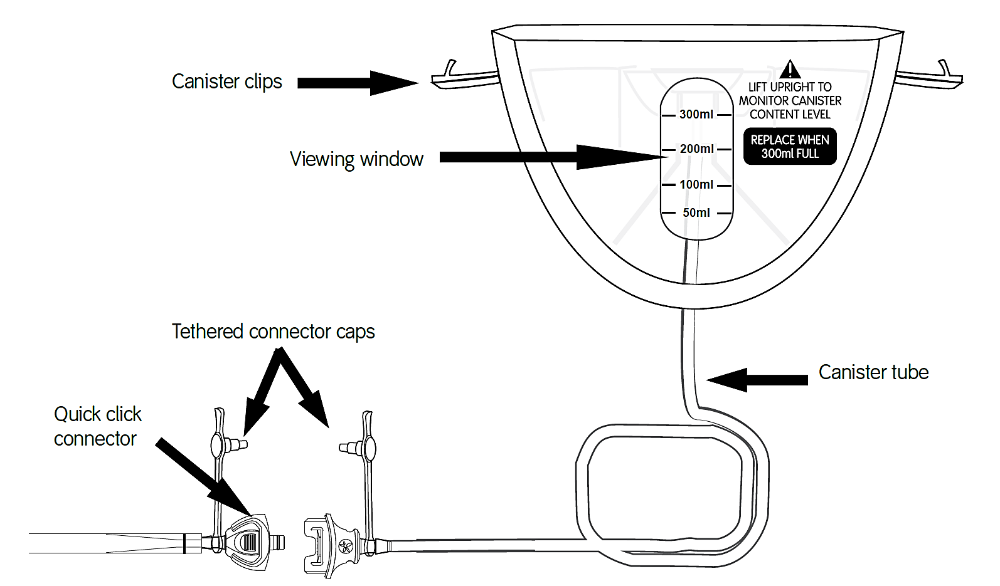 Canister clips
LIFT UPRIGHT TO
MONITOR CANISTER
CONTENT LEVEL
300ml
REPLACE WHEN
300ml FULL
Viewing window
200ml
100ml
50ml
Tethered connector caps
Canister tube
Quick click
connector